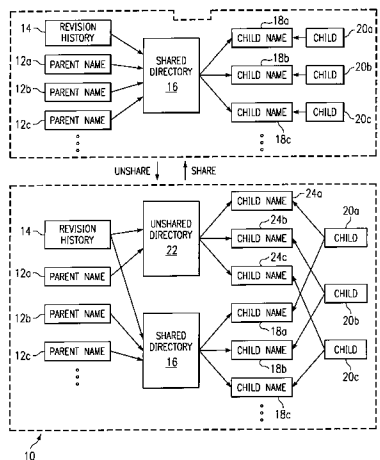 14
REVISION HISTORY
12a
PARENT NAME
12b
PARENT NAME
12c
PARENT NAME
SHARED DIRECTORY
16
18a
CHILD NAME
CHILD
20a
18b
CHILD NAME
CHILD
20b
CHILD NAME
CHILD
18c
20c
UNSHARE
SHARE
14
REVISION HISTORY
12a
PARENT NAME
12b
PARENT NAME
12c
PARENT NAME
UNSHARED DIRECTORY
22
SHARED DIRECTORY
16
24a
CHILD NAME
24b
CHILD NAME
24c
CHILD NAME
CHILD NAME
18a
CHILD NAME
18b
CHILD NAME
18c
20a
CHILD
CHILD
20b
CHILD
20c
10